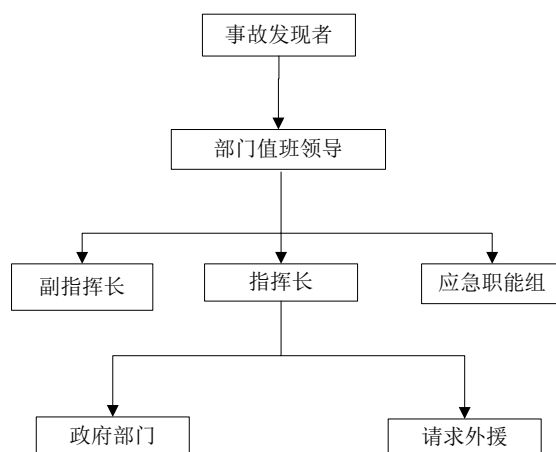 事故发现者
部门值班领导
副指挥长
指挥长
应急职能组
政府部门
请求外援